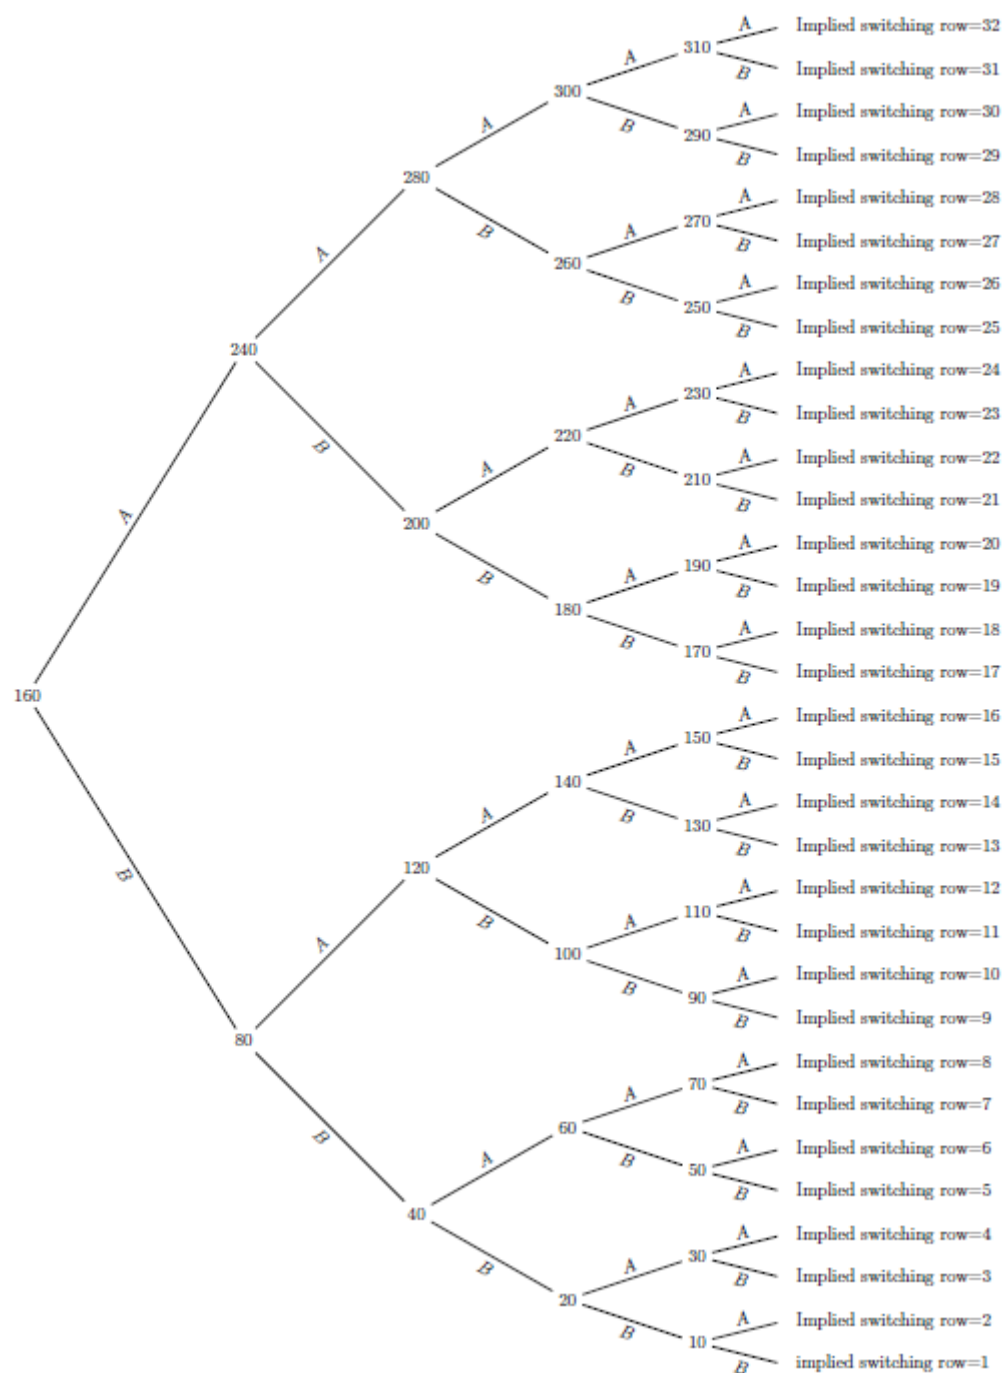 A
Implied switching row=32
310
A
B
Implied switching row=31
300
A
B
A
Implied switching row=30
290
B
Implied switching row=29
280
A
B
A
Implied switching row=28
270
A
B
Implied switching row=27
260
B
A
Implied switching row=26
250
B
Implied switching row=25
240
A
B
A
Implied switching row=24
230
A
B
Implied switching row=23
220
A
B
A
Implied switching row=22
210
B
Implied switching row=21
200
B
A
Implied switching row=20
190
A
B
Implied switching row=19
180
B
A
Implied switching row=18
170
B
Implied switching row=17
160
A
B
A
Implied switching row=16
150
A
B
Implied switching row=15
140
A
B
A
Implied switching row=14
130
B
Implied switching row=13
120
A
B
A
Implied switching row=12
110
A
B
Implied switching row=11
100
B
A
Implied switching row=10
90
B
Implied switching row=9
80
B
A
Implied switching row=8
70
A
B
Implied switching row=7
60
A
B
A
Implied switching row=6
50
B
Implied switching row=5
40
B
A
Implied switching row=4
30
A
B
Implied switching row=3
20
B
A
Implied switching row=2
10
B
implied switching row=1